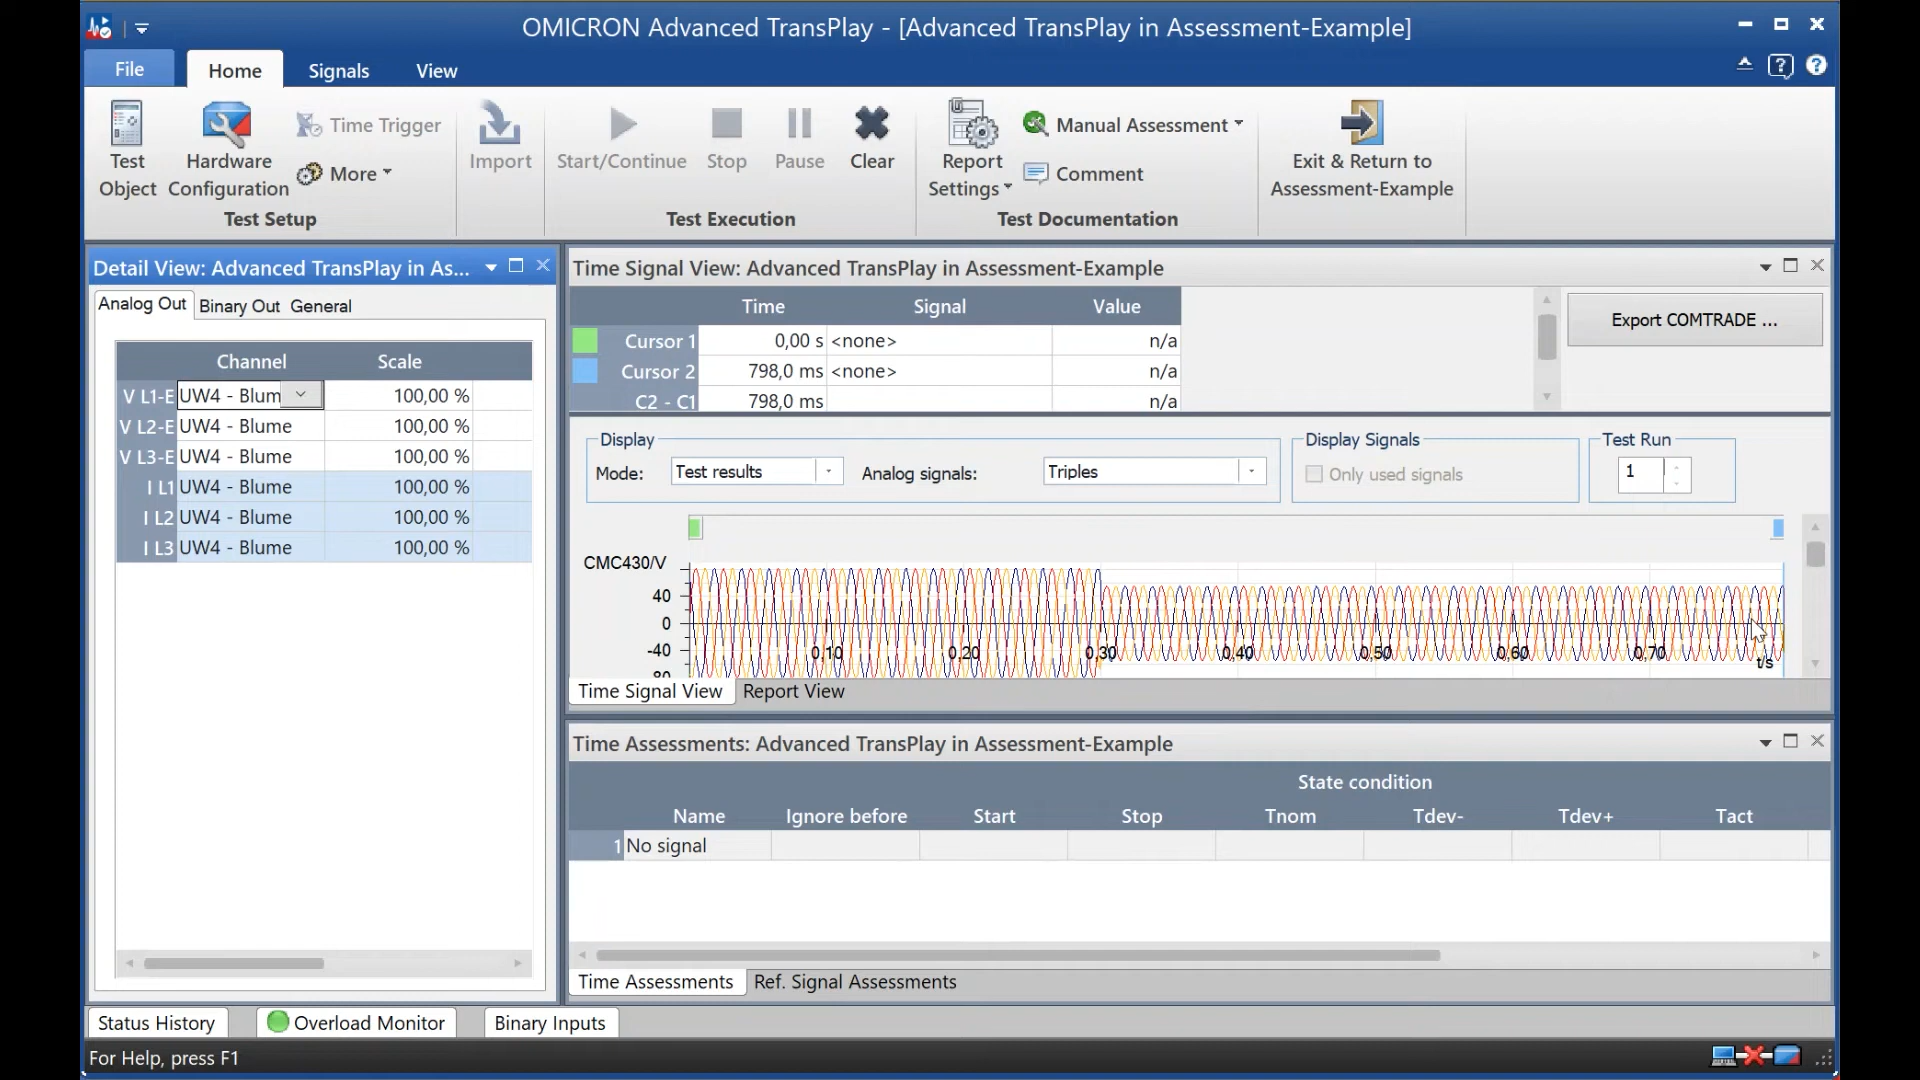 OMICRON Advanced TransPlay - [Advanced TransPlay in Assessment-Example]
File Home Signals View
Test Object
Hardware Configuration
Time Trigger
More
Test Setup
Import
Start/Continue
Stop
Pause
Clear
Test Execution
Report Settings
Manual Assessment
Comment
Test Documentation
Exit & Return to Assessment-Example
Detail View: Advanced TransPlay in As...
Analog Out Binary Out General
Channel Scale
V L1-E UW4 - Blum 100,00 %
V L2-E UW4 - Blume 100,00 %
V L3-E UW4 - Blume 100,00 %
I L1 UW4 - Blume 100,00 %
I L2 UW4 - Blume 100,00 %
I L3 UW4 - Blume 100,00 %
Time Signal View: Advanced TransPlay in Assessment-Example
Time Signal Value
Cursor 1 0,00 s <none> n/a
Cursor 2 798,0 ms <none> n/a
C2 - C1 798,0 ms n/a
Export COMTRADE ...
Display
Mode: Test results Analog signals: Triples
Display Signals
Only used signals
Test Run
1
CMC430/V
40
0
-40
-80
0,10 0,20 0,30 0,40 0,50 0,60 0,70
t/s
Time Signal View Report View
Time Assessments: Advanced TransPlay in Assessment-Example
State condition
Name Ignore before Start Stop Tnom Tdev- Tdev+ Tact
1 No signal
Time Assessments Ref. Signal Assessments
Status History Overload Monitor Binary Inputs
For Help, press F1